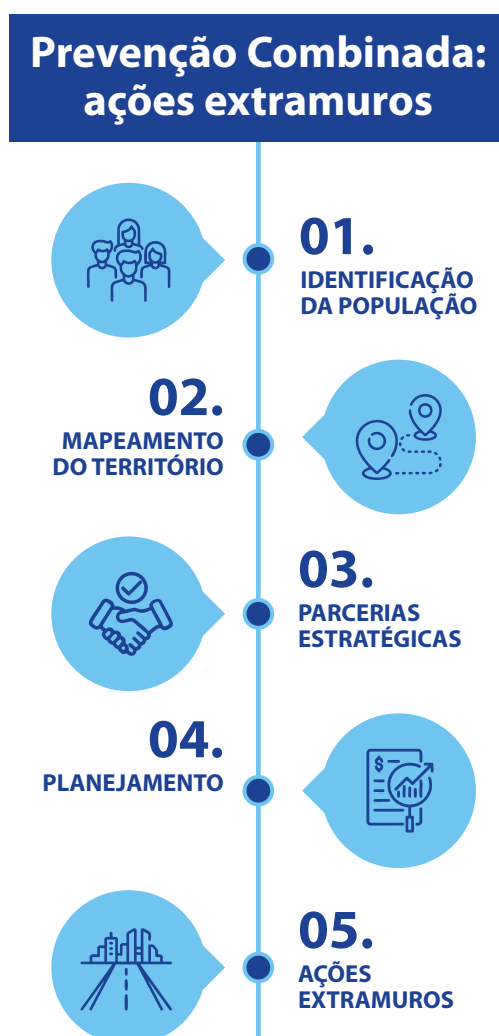 Prevenção Combinada:
ações extramuros
01.
IDENTIFICAÇÃO
DA POPULAÇÃO
02.
MAPEAMENTO
DO TERRITÓRIO
03.
PARCERIAS
ESTRATÉGICAS
04.
PLANEJAMENTO
$
05.
AÇÕES
EXTRAMUROS